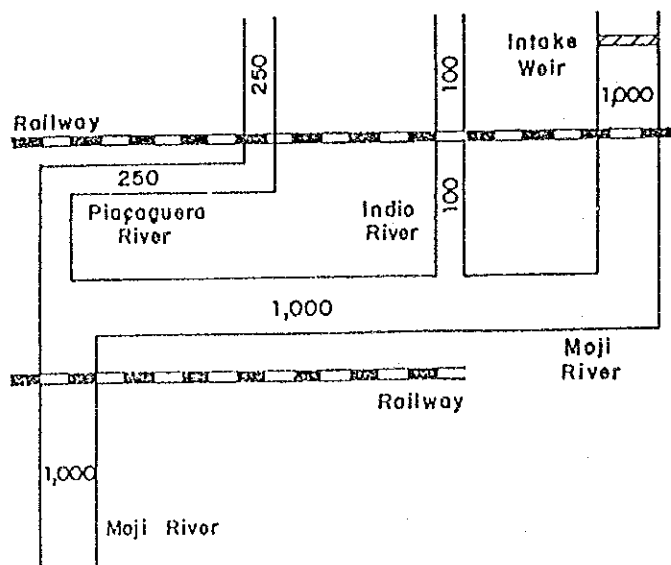 250
100
Intake
Weir
1,000
Railway
250
Piaçaguera
River
Indio
River
100
1,000
Moji
River
Railway
1,000
Moji River